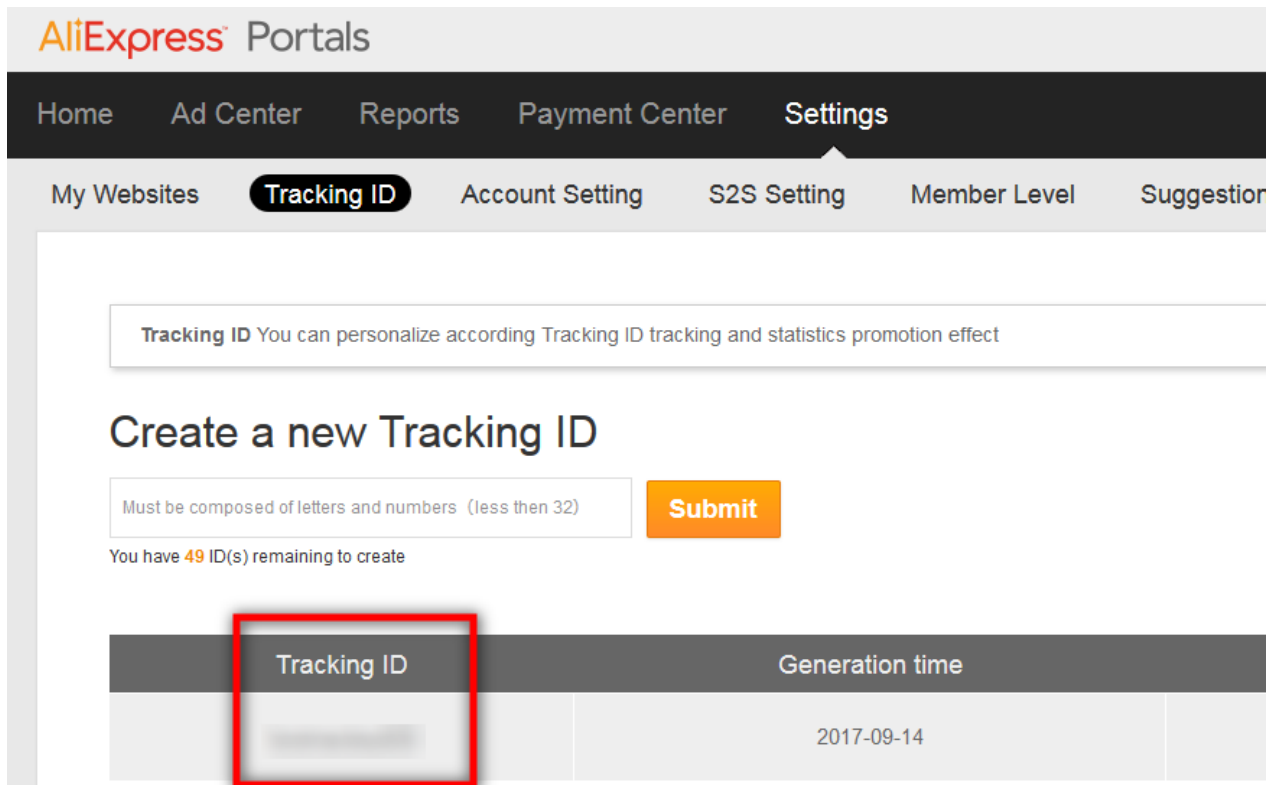 AliExpress™ Portals
Home Ad Center Reports Payment Center Settings
My Websites Tracking ID Account Setting S2S Setting Member Level Suggestion
Tracking ID You can personalize according Tracking ID tracking and statistics promotion effect
Create a new Tracking ID
Must be composed of letters and numbers（less then 32） Submit
You have 49 ID(s) remaining to create
Tracking ID Generation time
2017-09-14